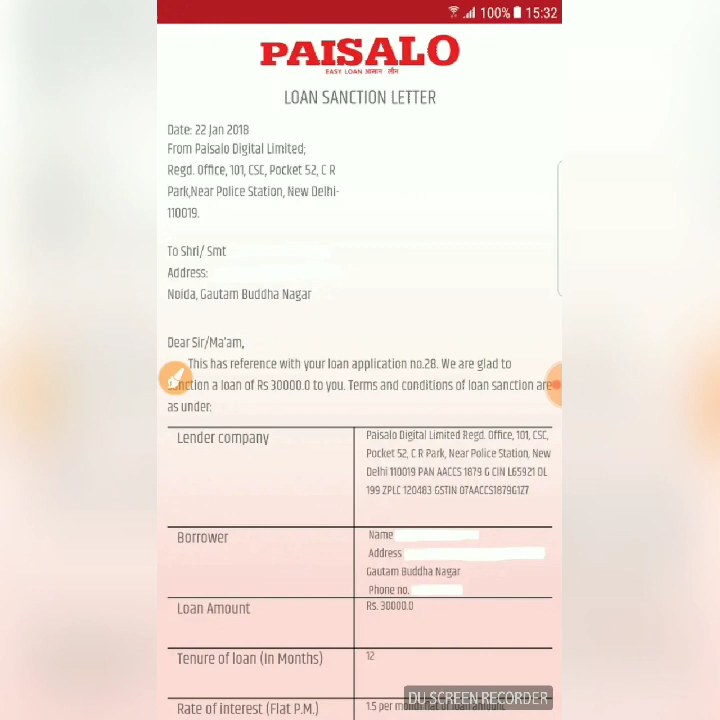 100% 15:32
PAISALO
EASY LOAN आसान लोन
LOAN SANCTION LETTER
Date: 22 Jan 2018
From Paisalo Digital Limited;
Regd. Office, 101, CSC, Pocket 52, C R
Park,Near Police Station, New Delhi-
110019.
To Shri/ Smt
Address:
Noida, Gautam Buddha Nagar
Dear Sir/Ma'am,
This has reference with your loan application no.28. We are glad to
sanction a loan of Rs 30000.0 to you. Terms and conditions of loan sanction are
as under:
Lender company
Paisalo Digital Limited Regd. Office, 101, CSC,
Pocket 52, C R Park, Near Police Station, New
Delhi 110019 PAN AACCS 1879 G CIN L65921 DL
199 ZPLC 120483 GSTIN 07AACCS1879G1Z7
Borrower
Name
Address
Gautam Buddha Nagar
Phone no.
Loan Amount
Rs. 30000.0
Tenure of loan (In Months)
12
Rate of interest (Flat P.M.)
1.5 per month flat of loan amount
DU SCREEN RECORDER